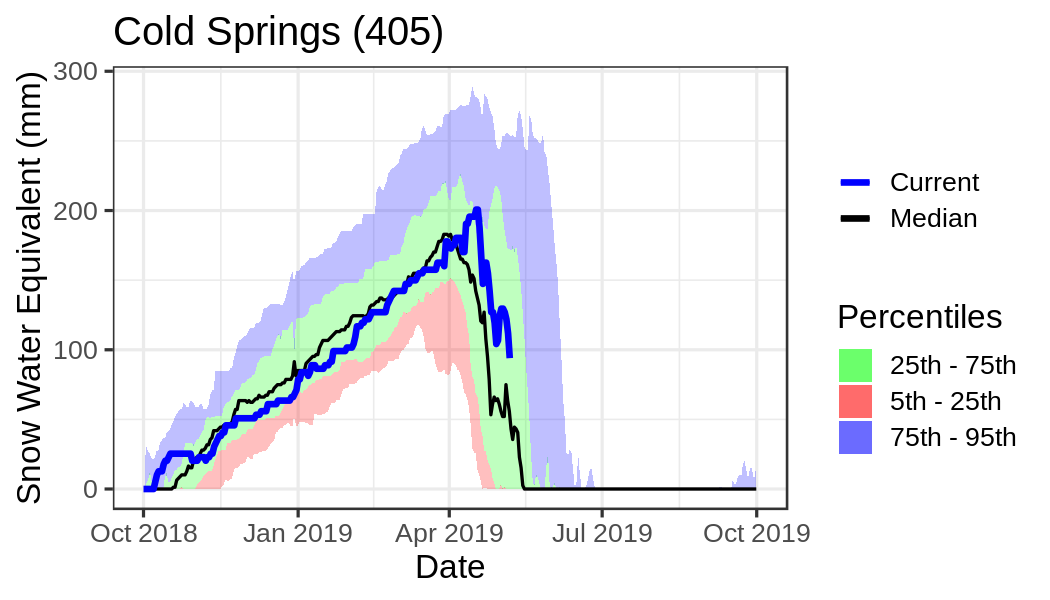 Cold Springs (405)
Snow Water Equivalent (mm)
300
200
100
0
Oct 2018
Jan 2019
Apr 2019
Jul 2019
Oct 2019
Date
Current
Median
Percentiles
25th - 75th
5th - 25th
75th - 95th